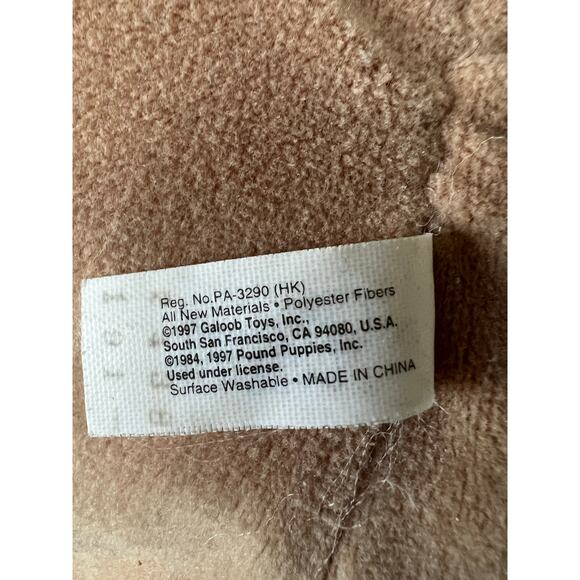 Reg. No.PA-3290 (HK)
All New Materials • Polyester Fibers
©1997 Galoob Toys, Inc.,
South San Francisco, CA 94080, U.S.A.
©1984, 1997 Pound Puppies, Inc.
Used under license.
Surface Washable • MADE IN CHINA